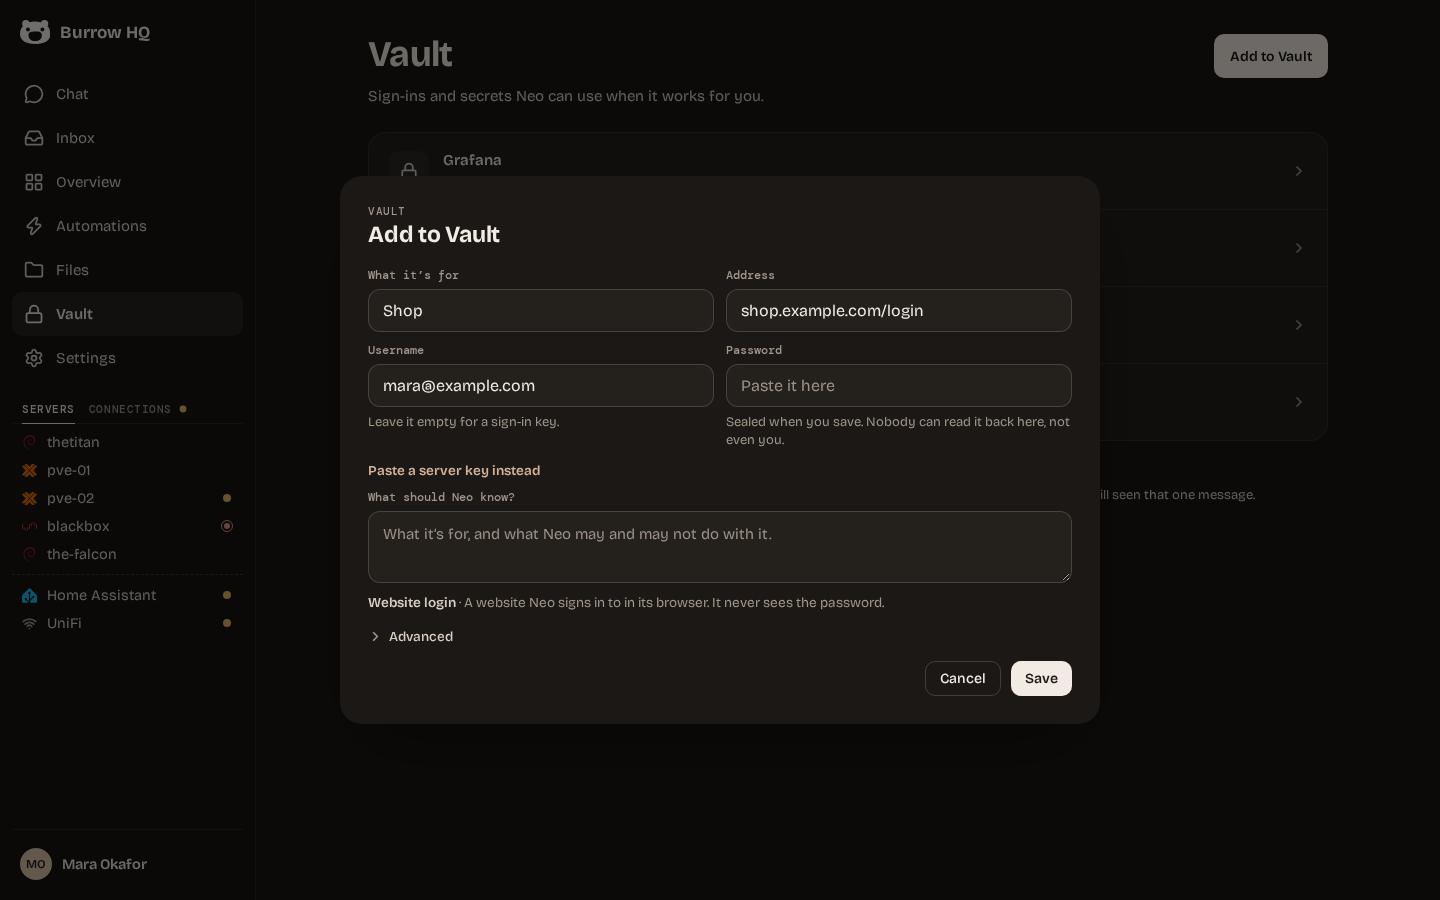 Burrow HQ
Chat
Inbox
Overview
Automations
Files
Vault
Settings
SERVERS CONNECTIONS
thetitan
pve-01
pve-02
blackbox
the-falcon
Home Assistant
UniFi
MO Mara Okafor
Vault
Add to Vault
Sign-ins and secrets Neo can use when it works for you.
Grafana
VAULT
Add to Vault
What it's for
Shop
Address
shop.example.com/login
Username
mara@example.com
Leave it empty for a sign-in key.
Password
Paste it here
Sealed when you save. Nobody can read it back here, not
even you.
Paste a server key instead
What should Neo know?
What it's for, and what Neo may and may not do with it.
Website login · A website Neo signs in to in its browser. It never sees the password.
Advanced
Cancel
Save
ill seen that one message.